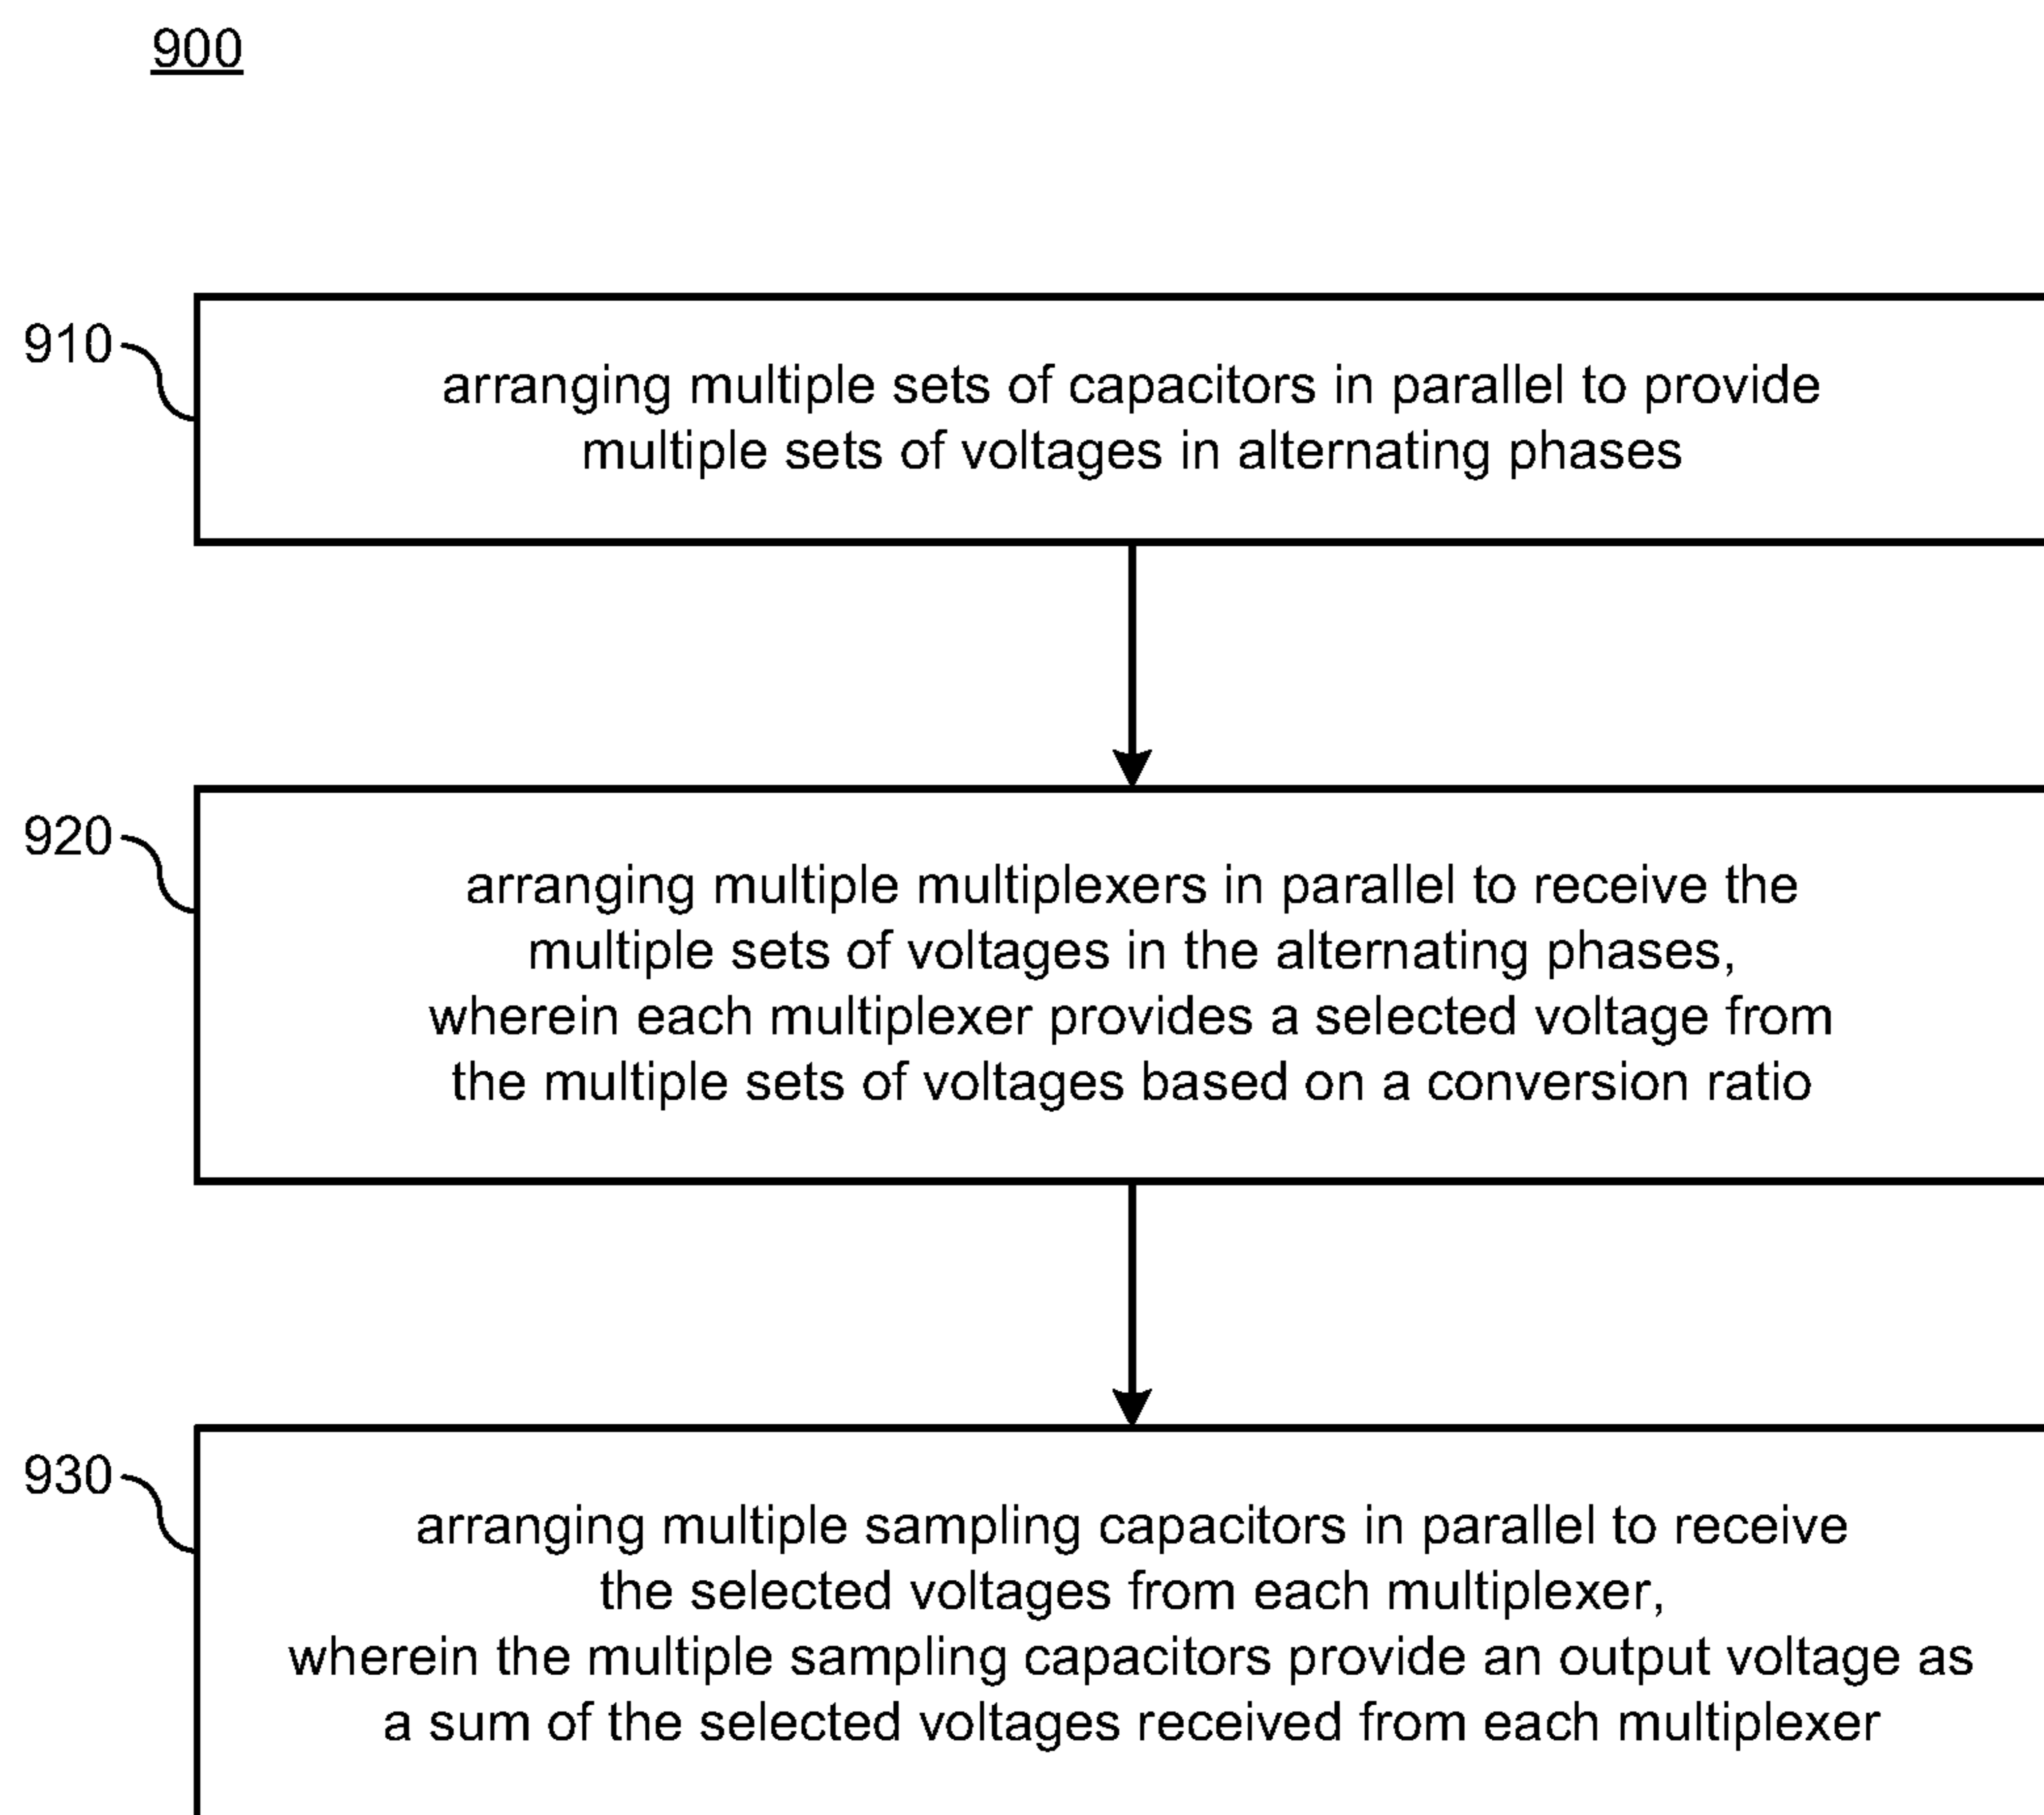 900
910
arranging multiple sets of capacitors in parallel to provide
multiple sets of voltages in alternating phases
920
arranging multiple multiplexers in parallel to receive the
multiple sets of voltages in the alternating phases,
wherein each multiplexer provides a selected voltage from
the multiple sets of voltages based on a conversion ratio
930
arranging multiple sampling capacitors in parallel to receive
the selected voltages from each multiplexer,
wherein the multiple sampling capacitors provide an output voltage as
a sum of the selected voltages received from each multiplexer